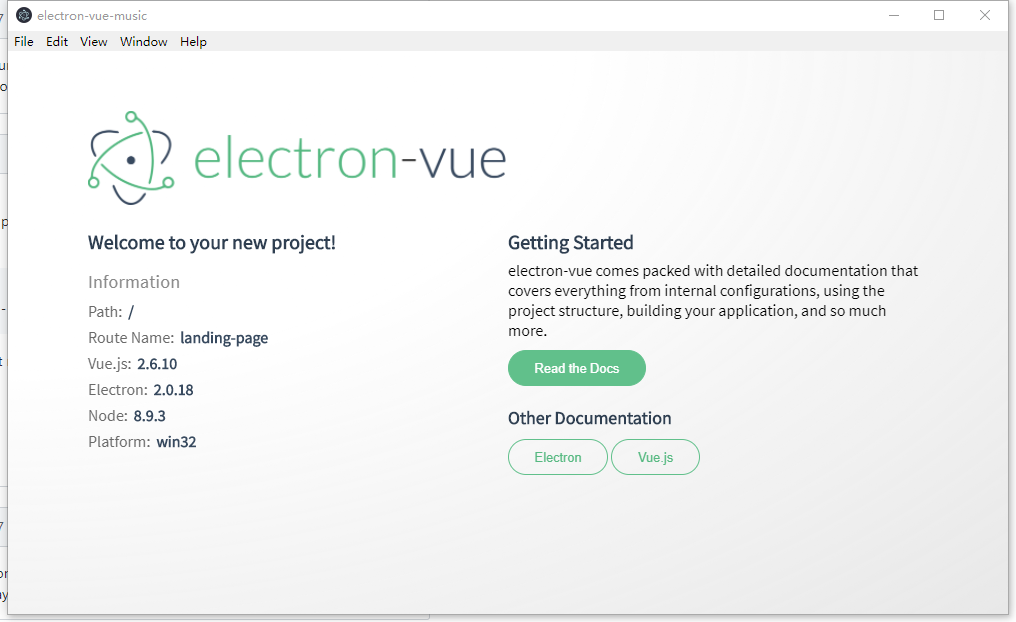 electron-vue-music
File Edit View Window Help
electron-vue
Welcome to your new project!
Information
Path: /
Route Name: landing-page
Vue.js: 2.6.10
Electron: 2.0.18
Node: 8.9.3
Platform: win32
Getting Started
electron-vue comes packed with detailed documentation that
covers everything from internal configurations, using the
project structure, building your application, and so much
more.
Read the Docs
Other Documentation
Electron Vue.js